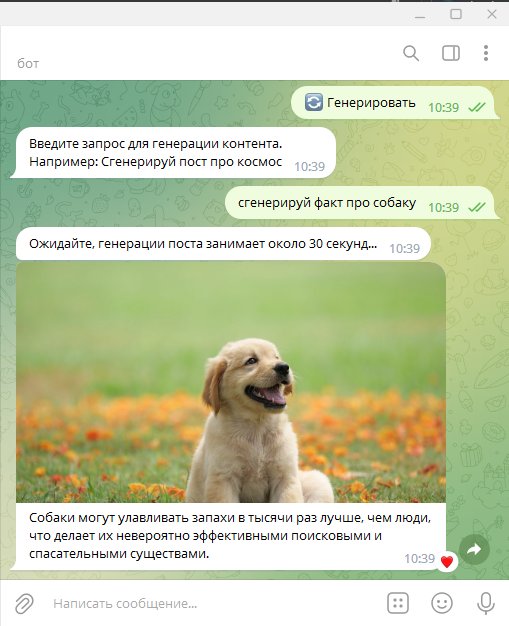 бот
Генерировать 10:39
Введите запрос для генерации контента.
Например: Сгенерируй пост про космос 10:39
сгенерируй факт про собаку 10:39
Ожидайте, генерации поста занимает около 30 секунд... 10:39
Собаки могут улавливать запахи в тысячи раз лучше, чем люди,
что делает их невероятно эффективными поисковыми и
спасательными существами. 10:39
Написать сообщение...